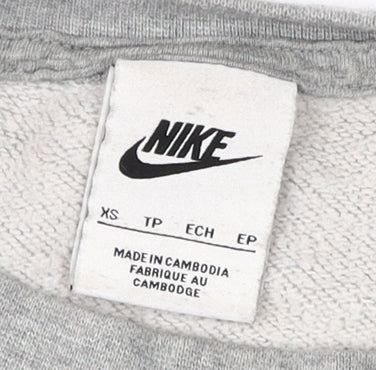 NIKE
XS TP ECH EP
MADE IN CAMBODIA
FABRIQUE AU
CAMBODGE